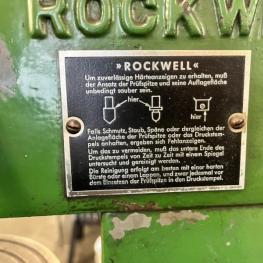 ROCKW
»ROCKWELL«
Um zuverlässige Härteanzeigen zu erhalten, muß
der Ansatz der Prüfspitze und seine Auflagefläche
unbedingt sauber sein.
hier
hier
Falls Schmutz, Staub, Späne oder dergleichen der
Anlagefläche der Prüfspitze oder das Druckstem-
pels anhaften, ergeben sich Fehlanzeigen.
Um das zu vermeiden, muß das untere Ende des
Druckstempels von Zeit zu Zeit mit einem Spiegel
untersucht und gereinigt werden.
Die Reinigung erfolgt am besten mit einer harten
Bürste oder einem Lappen, und zwar jedesmal vor
dem Einsetzen der Prüfspitze in den Druckstempel.